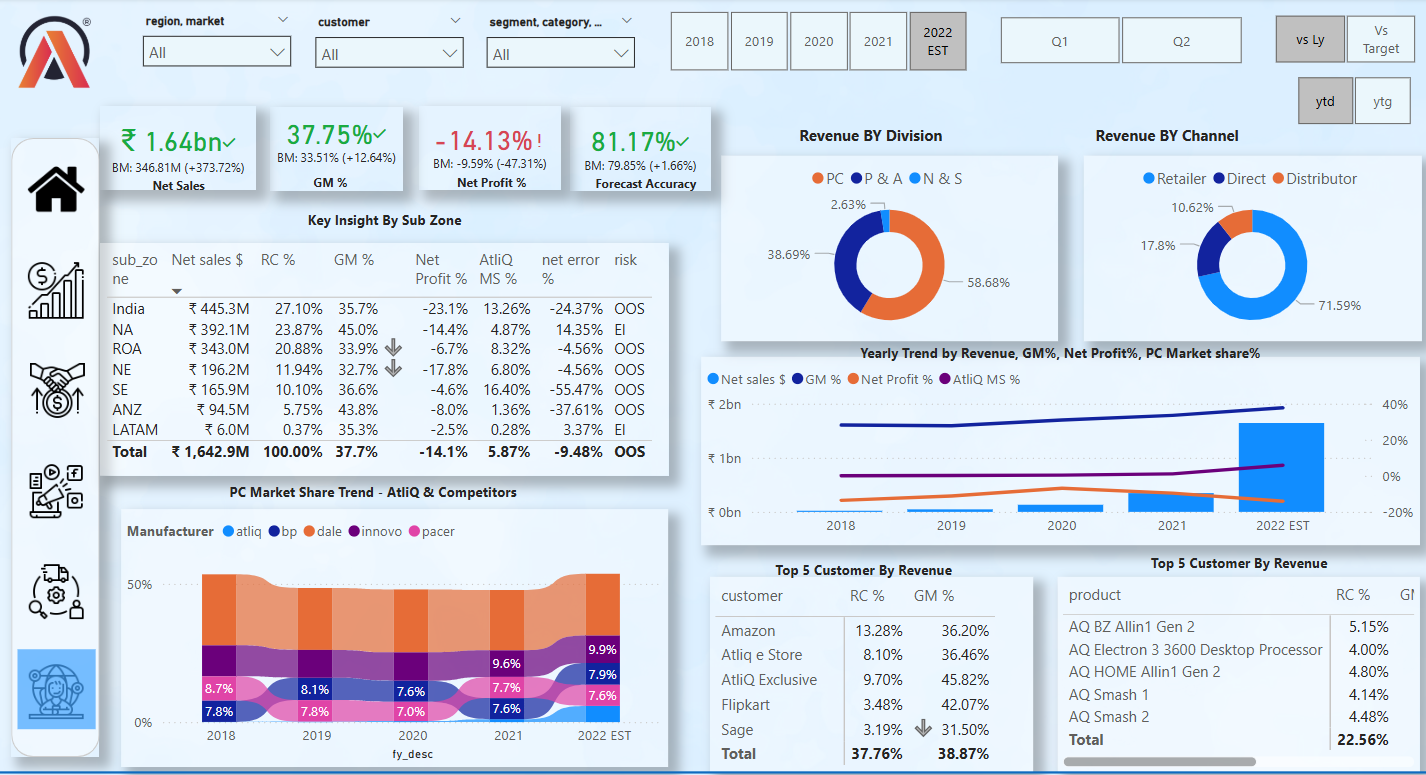 ®
region, market
customer
segment, category, ...
All
All
All
2018
2019
2020
2021
2022
EST
Q1
Q2
vs Ly
Vs
Target
ytd
ytg
₹ 1.64bn
BM: 346.81M (+373.72%)
Net Sales
37.75%
BM: 33.51% (+12.64%)
GM %
-14.13% !
BM: -9.59% (-47.31%)
Net Profit %
81.17%
BM: 79.85% (+1.66%)
Forecast Accuracy
Key Insight By Sub Zone
sub_zo
ne
Net sales $
RC %
GM %
Net
Profit %
AtliQ
MS %
net error
%
risk
India ₹ 445.3M 27.10% 35.7% -23.1% 13.26% -24.37% OOS
NA ₹ 392.1M 23.87% 45.0% -14.4% 4.87% 14.35% EI
ROA ₹ 343.0M 20.88% 33.9% -6.7% 8.32% -4.56% OOS
NE ₹ 196.2M 11.94% 32.7% -17.8% 6.80% -4.56% OOS
SE ₹ 165.9M 10.10% 36.6% -4.6% 16.40% -55.47% OOS
ANZ ₹ 94.5M 5.75% 43.8% -8.0% 1.36% -37.61% OOS
LATAM ₹ 6.0M 0.37% 35.3% -2.5% 0.28% 3.37% EI
Total ₹ 1,642.9M 100.00% 37.7% -14.1% 5.87% -9.48% OOS
Revenue BY Division
PC P & A N & S
2.63%
38.69%
58.68%
Revenue BY Channel
Retailer Direct Distributor
10.62%
17.8%
71.59%
Yearly Trend by Revenue, GM%, Net Profit%, PC Market share%
Net sales $ GM % Net Profit % AtliQ MS %
₹ 2bn
₹ 1bn
₹ 0bn
40%
20%
0%
-20%
2018 2019 2020 2021 2022 EST
PC Market Share Trend - AtliQ & Competitors
Manufacturer atliq bp dale innovo pacer
50%
0%
8.7%
7.8%
8.1%
7.8%
7.6%
7.0%
9.6%
7.7%
7.6%
9.9%
7.9%
7.6%
2018 2019 2020 2021 2022 EST
fy_desc
Top 5 Customer By Revenue
customer RC % GM %
Amazon 13.28% 36.20%
Atliq e Store 8.10% 36.46%
AtliQ Exclusive 9.70% 45.82%
Flipkart 3.48% 42.07%
Sage 3.19% 31.50%
Total 37.76% 38.87%
Top 5 Customer By Revenue
product RC %
AQ BZ Allin1 Gen 2 5.15%
AQ Electron 3 3600 Desktop Processor 4.00%
AQ HOME Allin1 Gen 2 4.80%
AQ Smash 1 4.14%
AQ Smash 2 4.48%
Total 22.56%